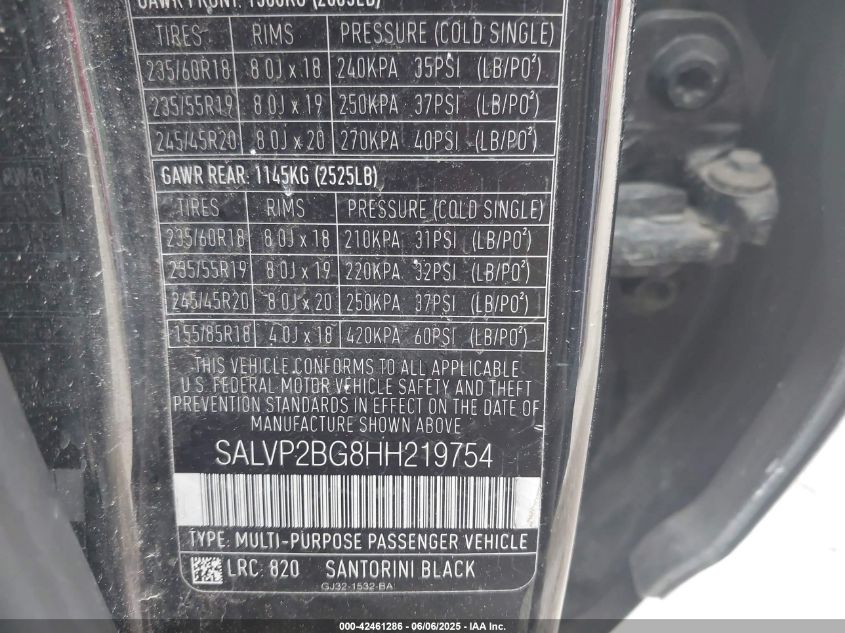 GAWR FRONT:
TIRES RIMS PRESSURE (COLD SINGLE)
235/60R18 8.0J x 18 240KPA 35PSI (LB/PO²)
235/55R19 8.0J x 19 250KPA 37PSI (LB/PO²)
245/45R20 8.0J x 20 270KPA 40PSI (LB/PO²)
GAWR REAR: 1145KG (2525LB)
TIRES RIMS PRESSURE (COLD SINGLE)
235/60R18 8.0J x 18 210KPA 31PSI (LB/PO²)
235/55R19 8.0J x 19 220KPA 32PSI (LB/PO²)
245/45R20 8.0J x 20 250KPA 37PSI (LB/PO²)
155/85R18 4.0J x 18 420KPA 60PSI (LB/PO²)
THIS VEHICLE CONFORMS TO ALL APPLICABLE
U.S. FEDERAL MOTOR VEHICLE SAFETY AND THEFT
PREVENTION STANDARDS IN EFFECT ON THE DATE OF
MANUFACTURE SHOWN ABOVE
SALVP2BG8HH219754
TYPE: MULTI-PURPOSE PASSENGER VEHICLE
LRC: 820 SANTORINI BLACK
GJ32-1532-BA
000-42461286 - 06/06/2025 - IAA Inc.